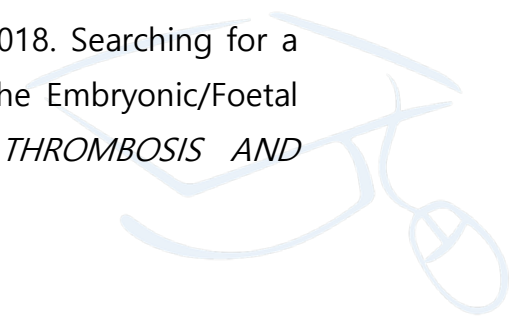 018. Searching for a
he Embryonic/Foetal
THROMBOSIS AND